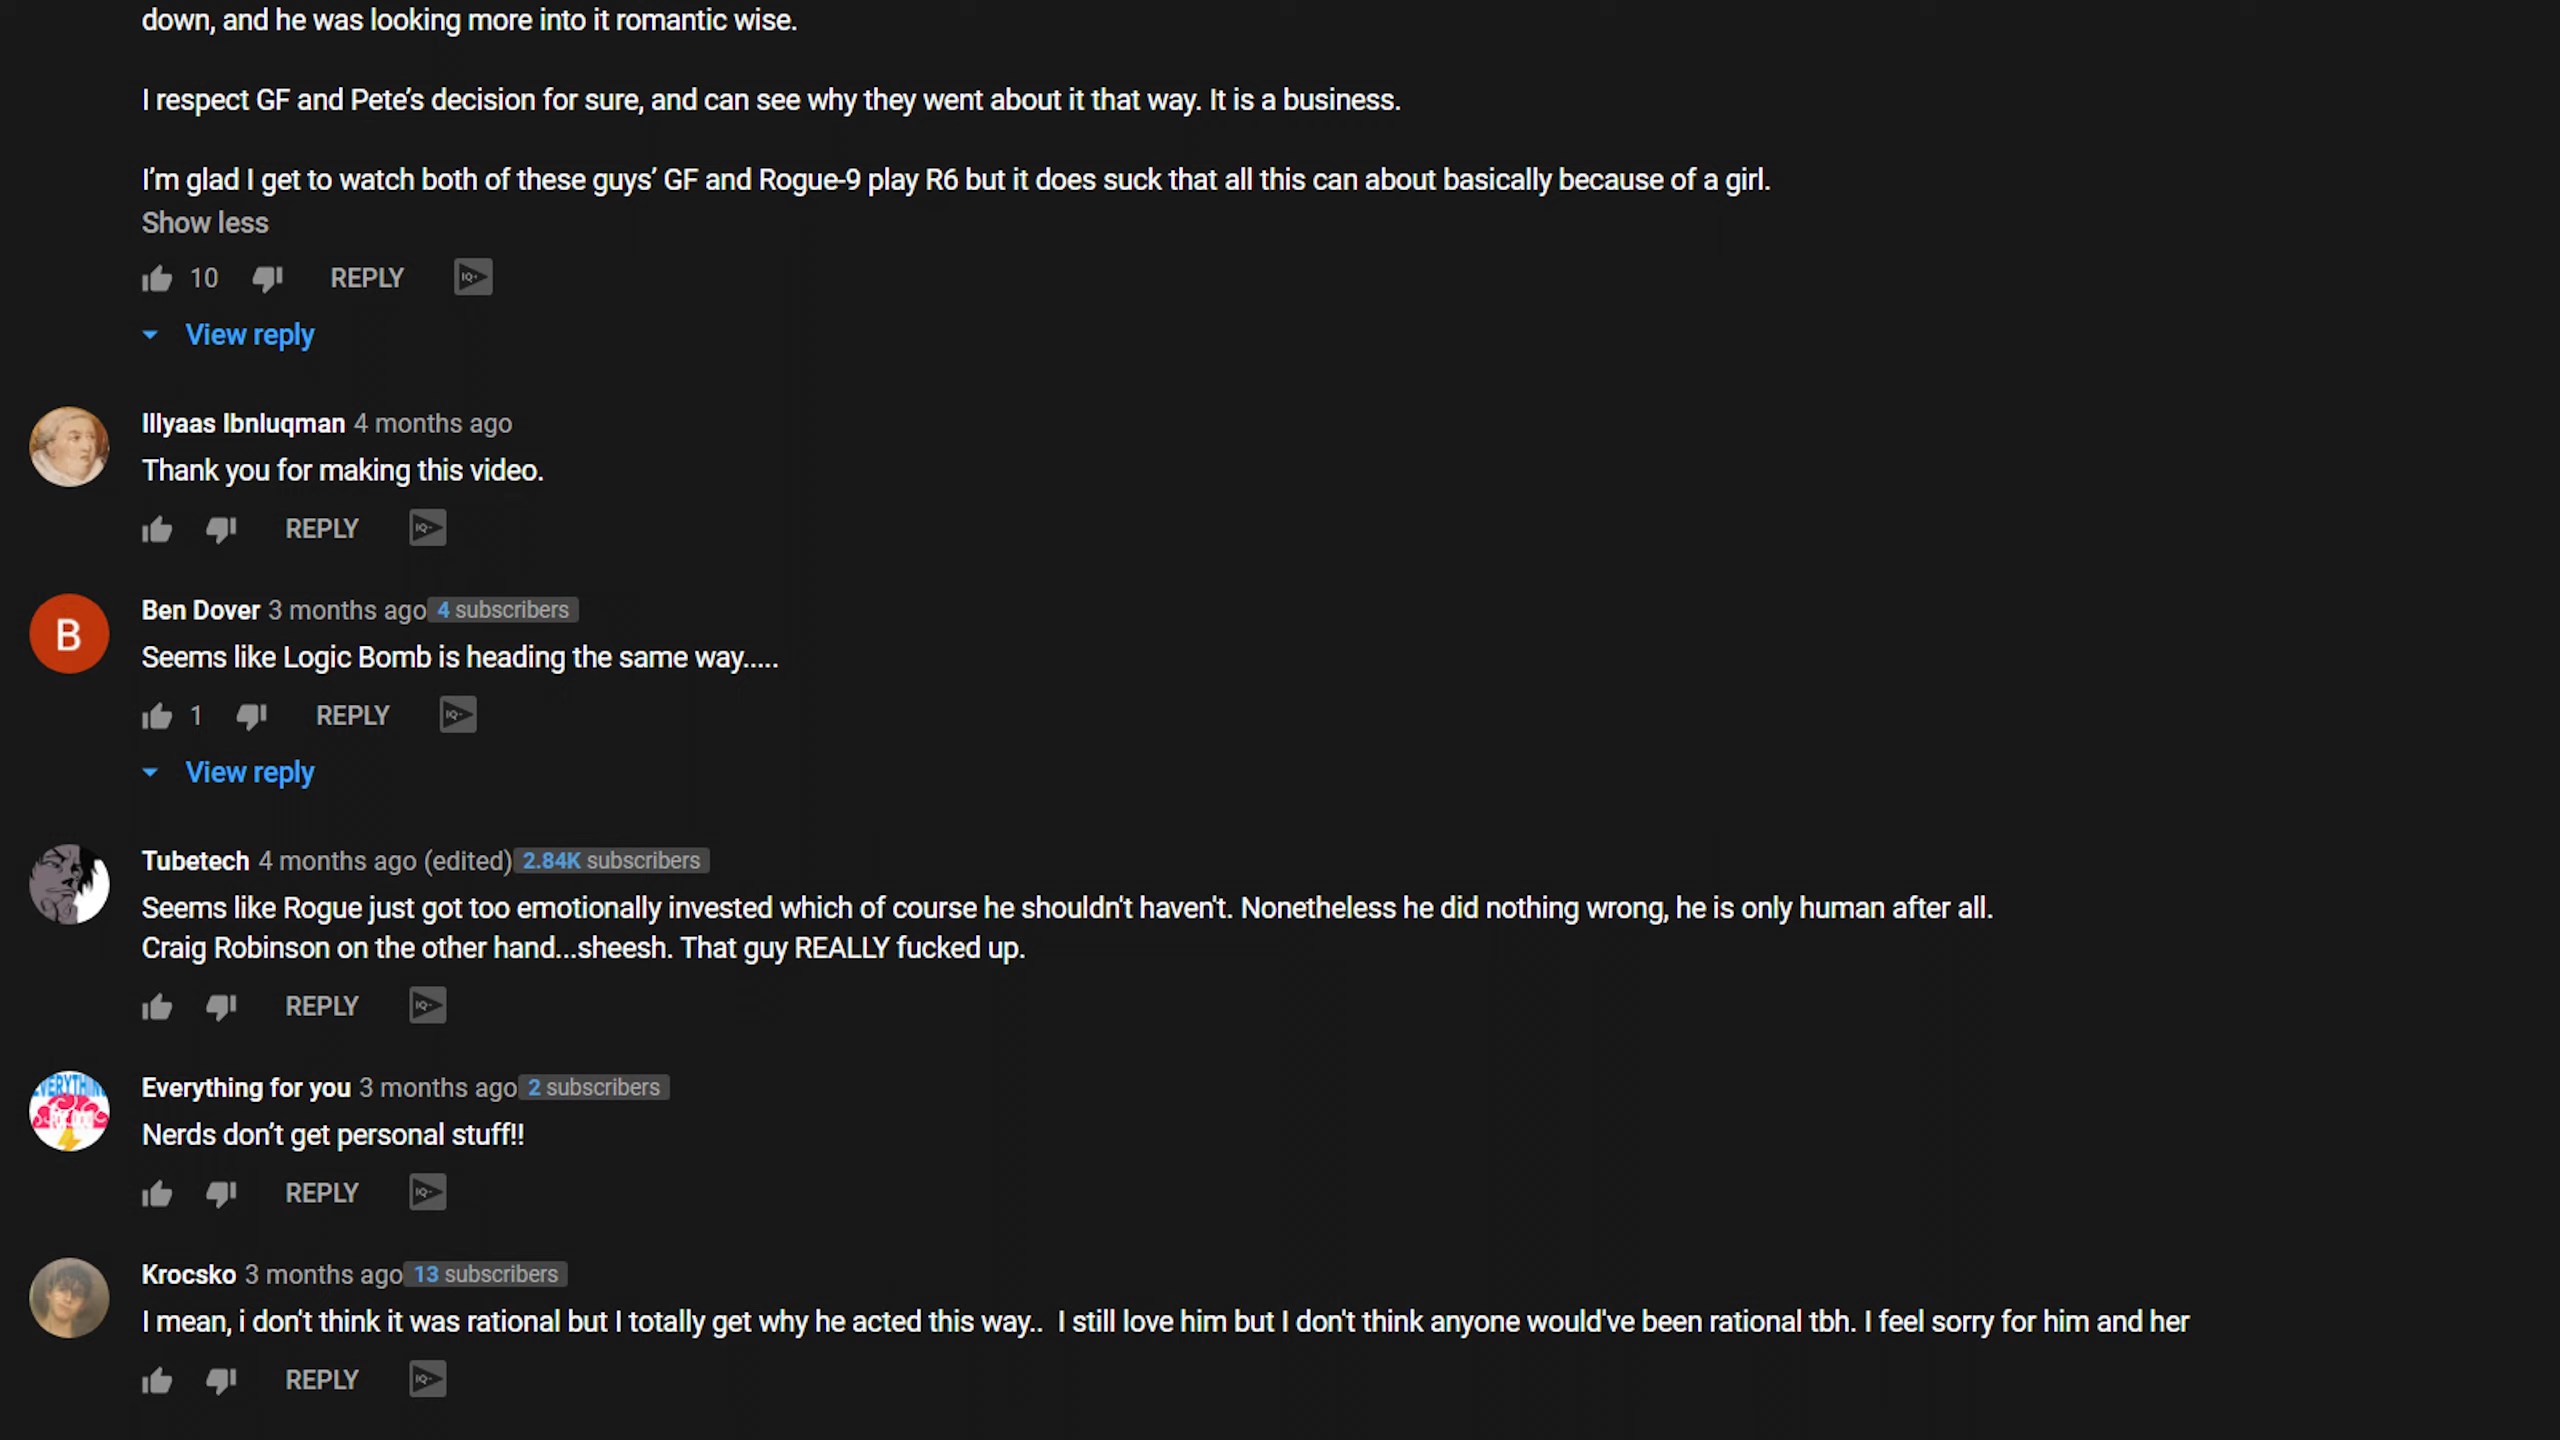 down, and he was looking more into it romantic wise.
I respect GF and Pete’s decision for sure, and can see why they went about it that way. It is a business.
I’m glad I get to watch both of these guys’ GF and Rogue-9 play R6 but it does suck that all this can about basically because of a girl.
Show less
10 REPLY IQ+
View reply
Illyaas Ibnluqman 4 months ago
Thank you for making this video.
REPLY
Ben Dover 3 months ago 4 subscribers
B
Seems like Logic Bomb is heading the same way.....
1 REPLY
View reply
Tubetech 4 months ago (edited) 2.84K subscribers
Seems like Rogue just got too emotionally invested which of course he shouldn't haven't. Nonetheless he did nothing wrong, he is only human after all.
Craig Robinson on the other hand...sheesh. That guy REALLY fucked up.
REPLY
Everything for you 3 months ago 2 subscribers
Nerds don’t get personal stuff!!
REPLY
Krocsko 3 months ago 13 subscribers
I mean, i don't think it was rational but I totally get why he acted this way.. I still love him but I don't think anyone would've been rational tbh. I feel sorry for him and her
REPLY